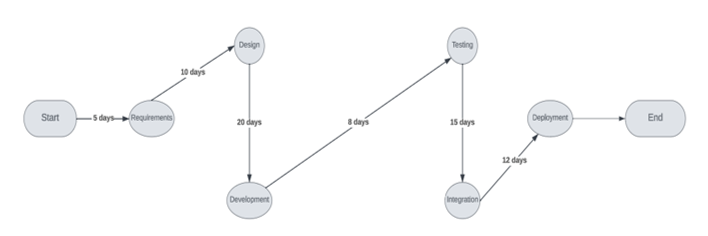 Start
5 days
Requirements
10 days
Design
20 days
Development
8 days
Testing
15 days
Integration
12 days
Deployment
End